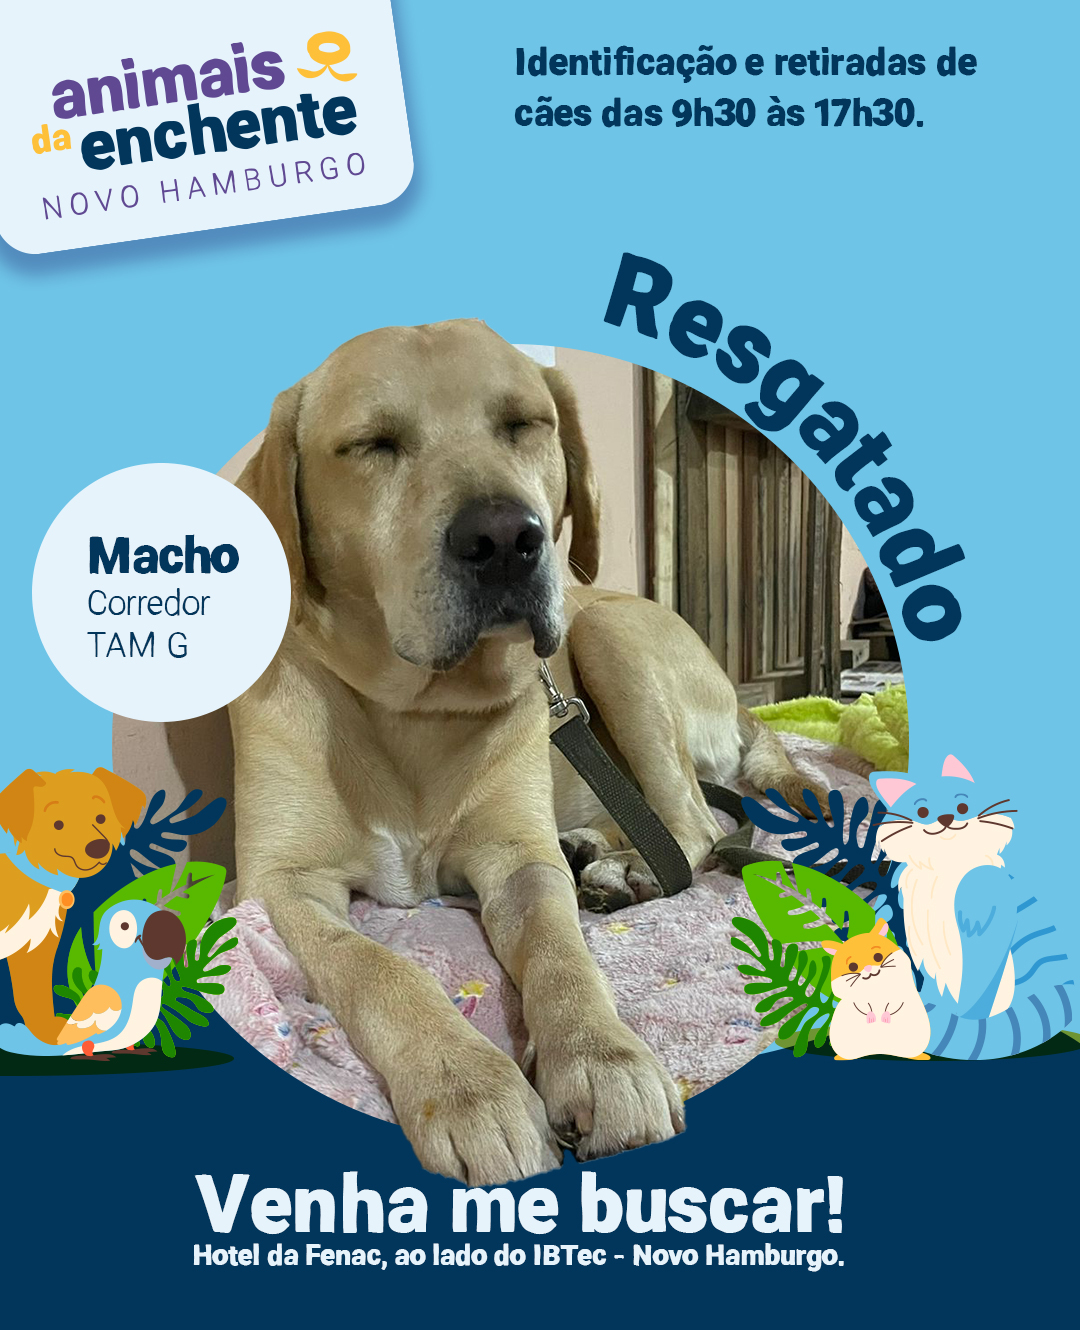 animais
da enchente
NOVO HAMBURGO
Identificação e retiradas de
cães das 9h30 às 17h30.
Resgatado
Macho
Corredor
TAM G
Venha me buscar!
Hotel da Fenac, ao lado do IBTec - Novo Hamburgo.